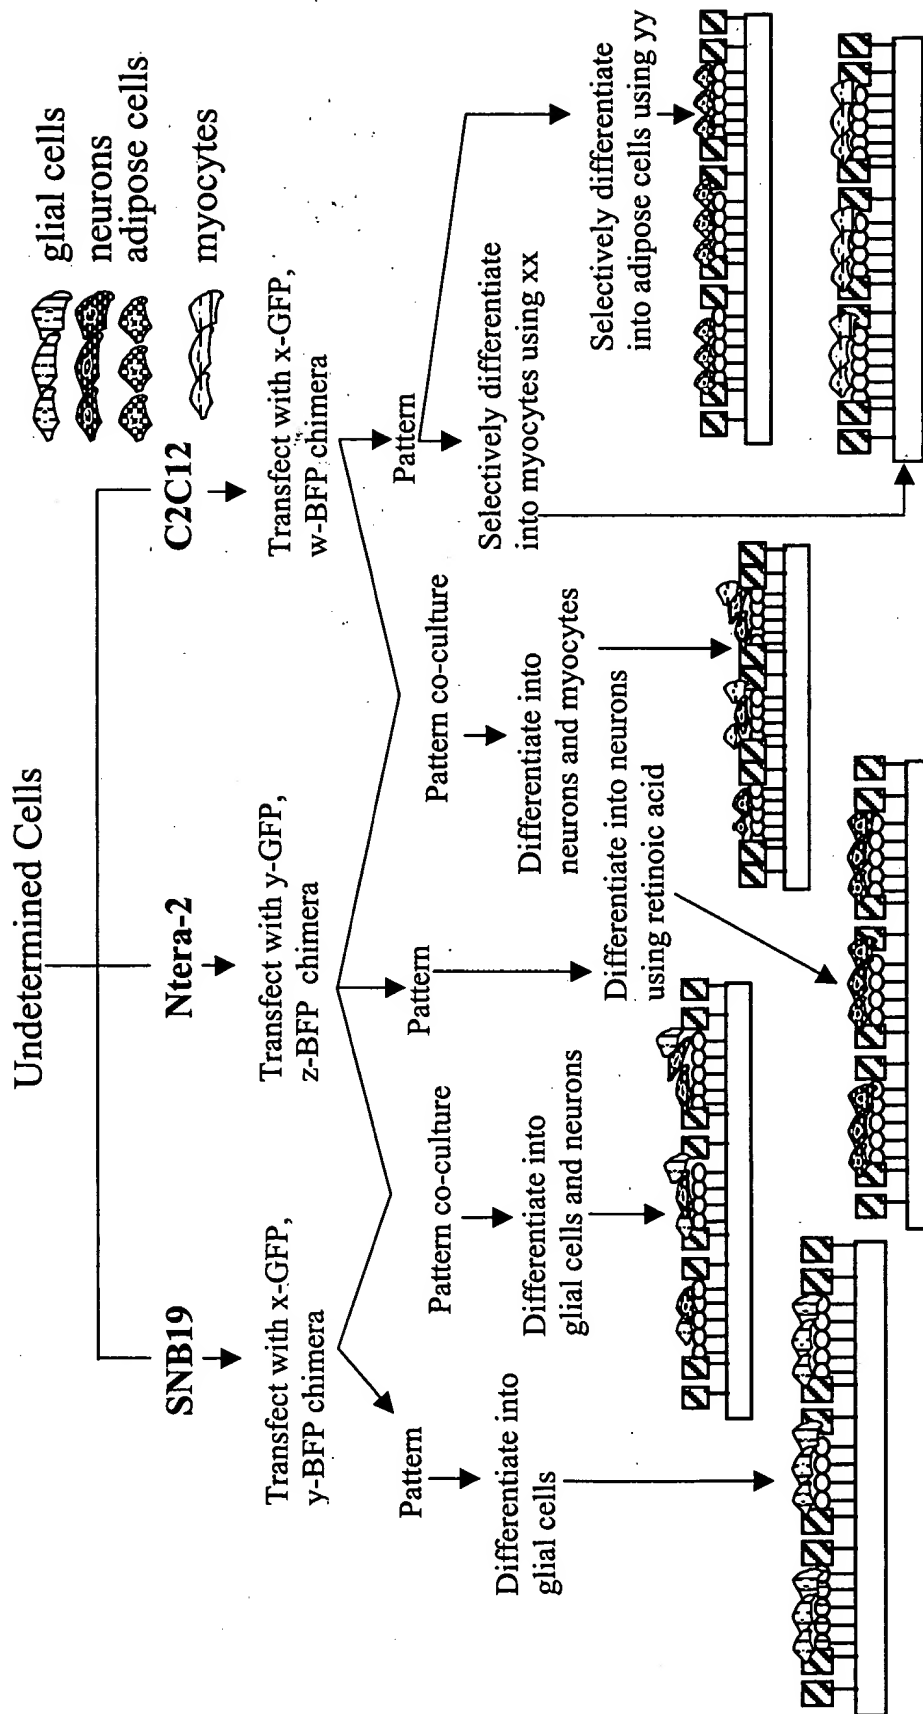 Undetermined Cells
glial cells
neurons
adipose cells
myocytes
SNB19
Ntera-2
C2C12
Transfect with x-GFP,
y-BFP chimera
Transfect with y-GFP,
z-BFP chimera
Transfect with x-GFP,
w-BFP chimera
Pattern
Pattern co-culture
Pattern
Pattern co-culture
Pattern
Differentiate into
glial cells
Differentiate into
glial cells and neurons
Differentiate into neurons
using retinoic acid
Differentiate into
neurons and myocytes
Selectively differentiate
into myocytes using xx
Selectively differentiate
into adipose cells using yy